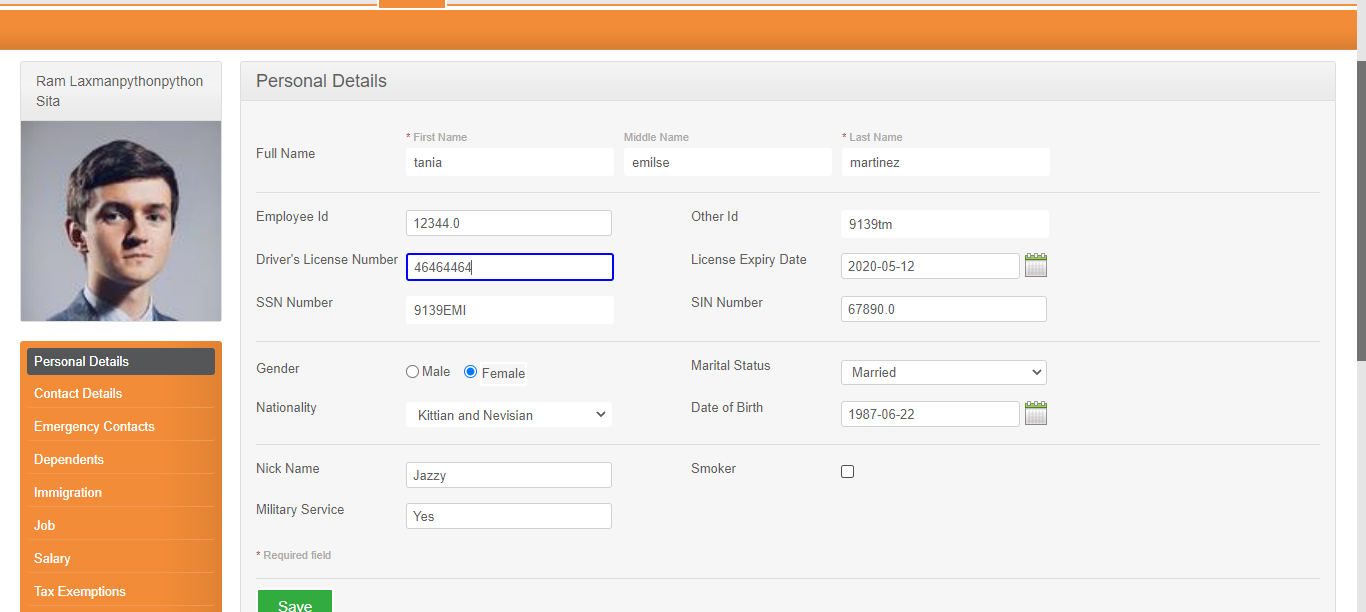 Ram Laxmanpythonpython
Sita
Personal Details
Contact Details
Emergency Contacts
Dependents
Immigration
Job
Salary
Tax Exemptions
Personal Details
* First Name Middle Name * Last Name
Full Name tania emilse martinez
Employee Id 12344.0 Other Id 9139tm
Driver's License Number 46464464 License Expiry Date 2020-05-12
SSN Number 9139EMI SIN Number 67890.0
Gender Male Female Marital Status Married
Nationality Kittian and Nevisian Date of Birth 1987-06-22
Nick Name Jazzy Smoker
Military Service Yes
* Required field
Save